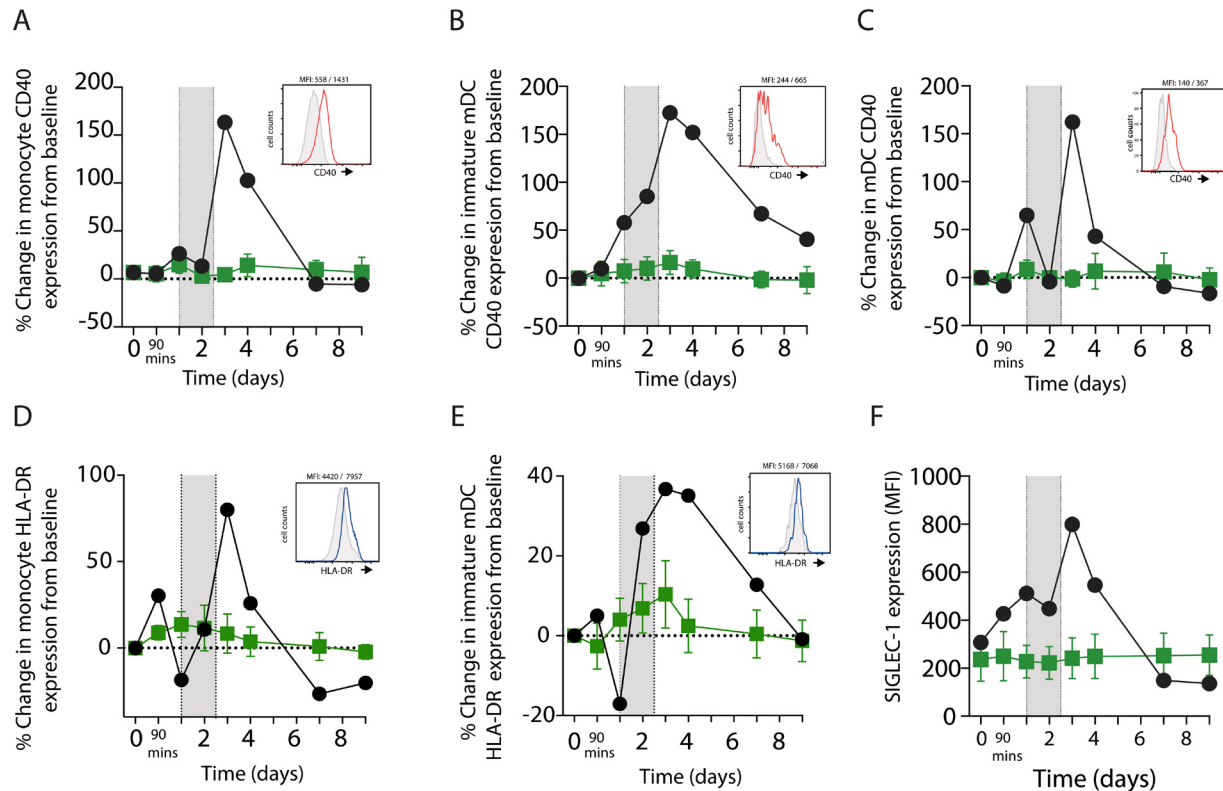 A
% Change in monocyte CD40
expression from baseline
200
150
100
50
0
-50
MFI: 558 / 1431
cell counts
CD40
0 90 2 4 6 8
mins
Time (days)
B
% Change in immature mDC
CD40 expreesion from baseline
200
150
100
50
0
-50
MFI: 244 / 665
cell counts
CD40
0 90 2 4 6 8
mins
Time (days)
C
% Change in mDC CD40
expression from baseline
200
150
100
50
0
-50
MFI: 140 / 367
cell counts
100
80
60
40
20
0
CD40
0 90 2 4 6 8
mins
Time (days)
D
% Change in monocyte HLA-DR
expression from baseline
100
50
0
MFI: 4420 / 7957
cell counts
HLA-DR
0 90 2 4 6 8
mins
Time (days)
E
% Change in immature mDC
HLA-DR expreesion from baseline
40
20
0
-20
MFI: 5168 / 7068
cell counts
HLA-DR
0 90 2 4 6 8
mins
Time (days)
F
SIGLEC-1 expression (MFI)
1000
800
600
400
200
0
0 90 2 4 6 8
mins
Time (days)